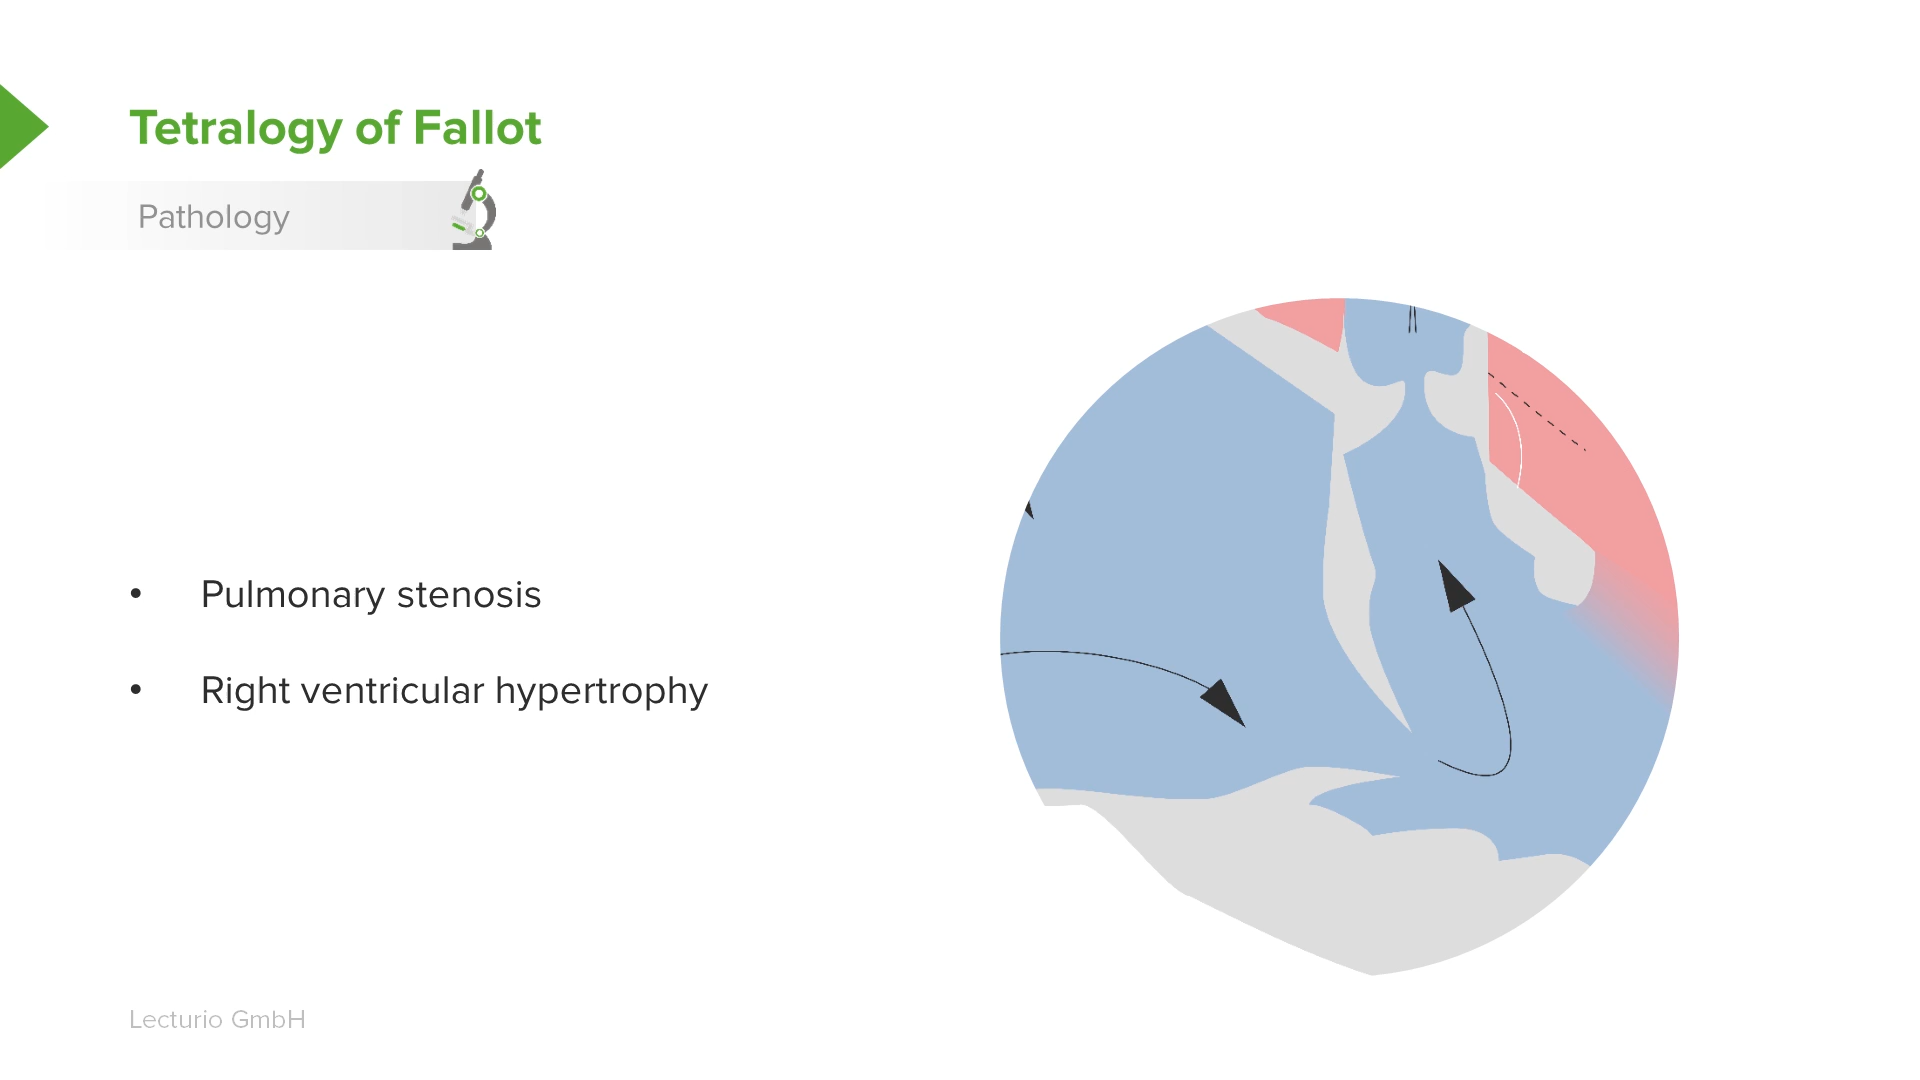 Tetralogy of Fallot
Pathology
• Pulmonary stenosis
• Right ventricular hypertrophy
Lecturio GmbH